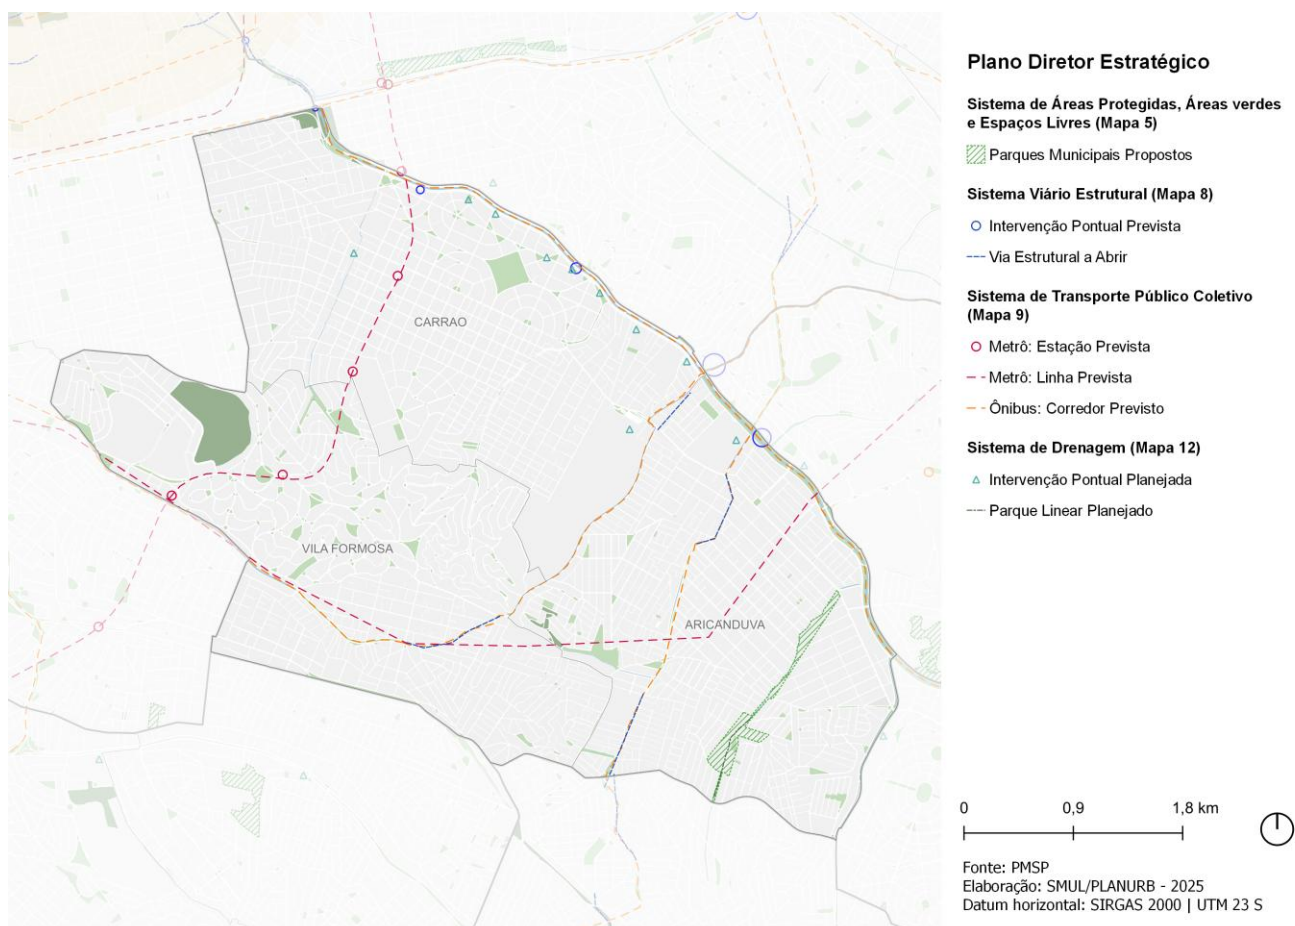 CARRAO
VILA FORMOSA
ARICANDUVA
Plano Diretor Estratégico
Sistema de Áreas Protegidas, Áreas verdes
e Espaços Livres (Mapa 5)
Parques Municipais Propostos
Sistema Viário Estrutural (Mapa 8)
Intervenção Pontual Prevista
Via Estrutural a Abrir
Sistema de Transporte Público Coletivo
(Mapa 9)
Metrô: Estação Prevista
Metrô: Linha Prevista
Ônibus: Corredor Previsto
Sistema de Drenagem (Mapa 12)
Intervenção Pontual Planejada
Parque Linear Planejado
0 0,9 1,8 km
Fonte: PMSP
Elaboração: SMUL/PLANURB - 2025
Datum horizontal: SIRGAS 2000 | UTM 23 S